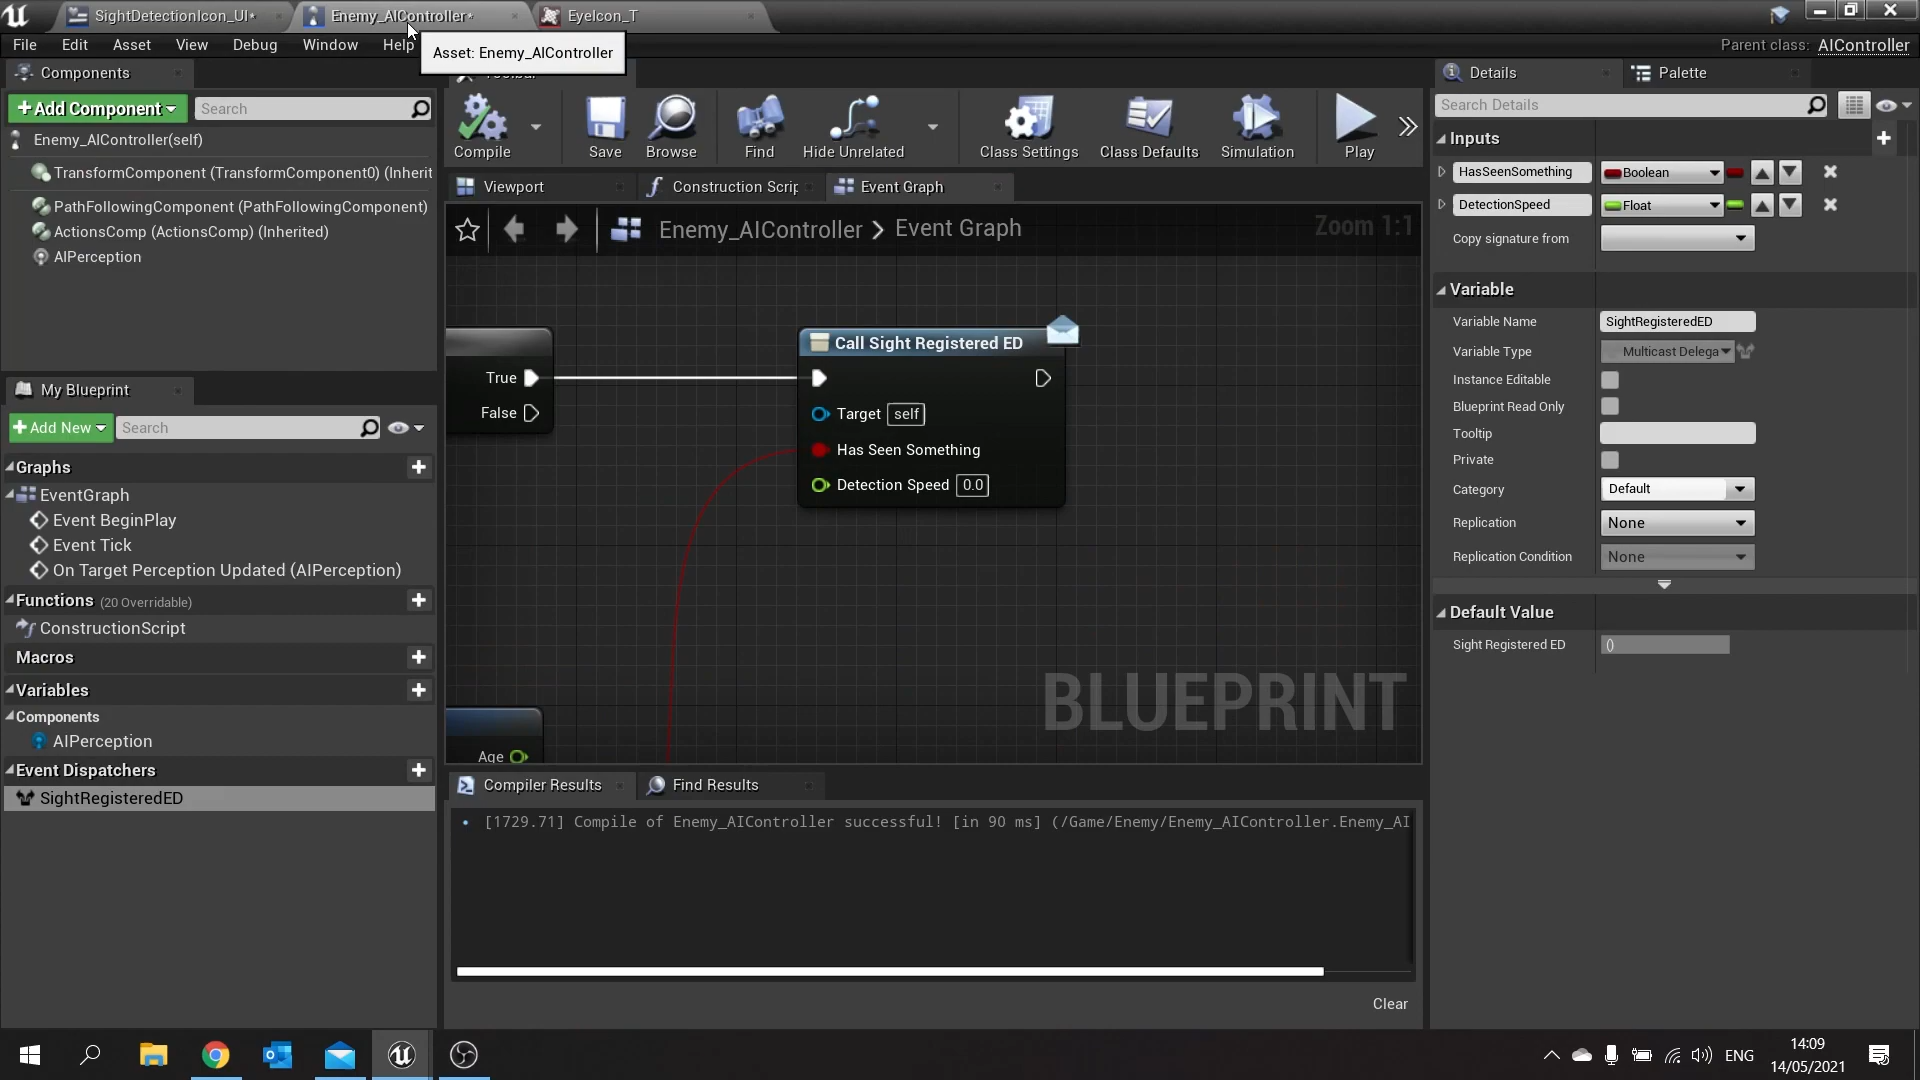 SightDetectionIcon_UI*
Enemy_AIController*
EyeIcon_T
File Edit Asset View Debug Window Help
Asset: Enemy_AIController
Parent class: AIController
Components
+Add Component
Search
Enemy_AIController(self)
TransformComponent (TransformComponent0) (Inherit
PathFollowingComponent (PathFollowingComponent)
ActionsComp (ActionsComp) (Inherited)
AIPerception
Compile
Save
Browse
Find
Hide Unrelated
Class Settings
Class Defaults
Simulation
Play
Viewport
Construction Scrip
Event Graph
Enemy_AIController > Event Graph
Zoom 1:1
True
False
Call Sight Registered ED
Target self
Has Seen Something
Detection Speed 0.0
Age
BLUEPRINT
My Blueprint
+Add New
Search
Graphs
EventGraph
Event BeginPlay
Event Tick
On Target Perception Updated (AIPerception)
Functions (20 Overridable)
ConstructionScript
Macros
Variables
Components
AIPerception
Event Dispatchers
SightRegisteredED
Compiler Results
Find Results
[1729.71] Compile of Enemy_AIController successful! [in 90 ms] (/Game/Enemy/Enemy_AIController.Enemy_AI
Clear
Details
Palette
Search Details
Inputs
HasSeenSomething Boolean
DetectionSpeed Float
Copy signature from
Variable
Variable Name SightRegisteredED
Variable Type Multicast Delega
Instance Editable
Blueprint Read Only
Tooltip
Private
Category Default
Replication None
Replication Condition None
Default Value
Sight Registered ED ()
ENG
14:09
14/05/2021